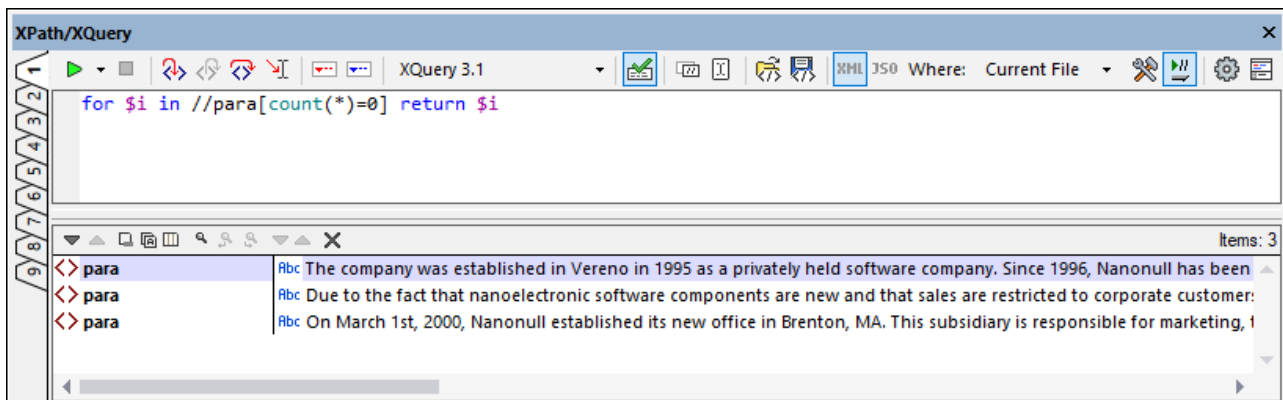 XPath/XQuery
XQuery 3.1 XML JSO Where: Current File
for $i in //para[count(*)=0] return $i
1
2
3
4
5
6
7
8
9
Items: 3
<> para Abc The company was established in Vereno in 1995 as a privately held software company. Since 1996, Nanonull has been
<> para Abc Due to the fact that nanoelectronic software components are new and that sales are restricted to corporate customers
<> para Abc On March 1st, 2000, Nanonull established its new office in Brenton, MA. This subsidiary is responsible for marketing,